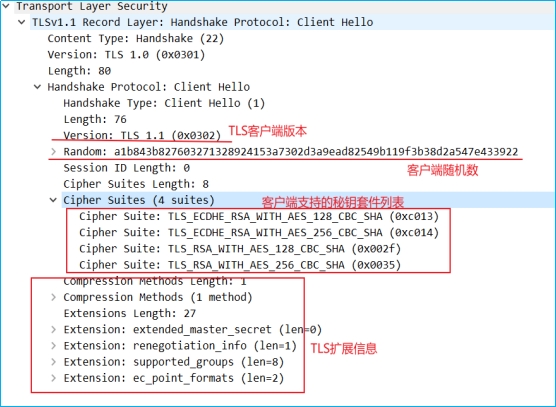 Transport Layer Security
TLSv1.1 Record Layer: Handshake Protocol: Client Hello
Content Type: Handshake (22)
Version: TLS 1.0 (0x0301)
Length: 80
Handshake Protocol: Client Hello
Handshake Type: Client Hello (1)
Length: 76
Version: TLS 1.1 (0x0302) TLS客户端版本
Random: a1b843b827603271328924153a7302d3a9ead82549b119f3b38d2a547e433922
Session ID Length: 0 客户端随机数
Cipher Suites Length: 8
Cipher Suites (4 suites) 客户端支持的秘钥套件列表
Cipher Suite: TLS_ECDHE_RSA_WITH_AES_128_CBC_SHA (0xc013)
Cipher Suite: TLS_ECDHE_RSA_WITH_AES_256_CBC_SHA (0xc014)
Cipher Suite: TLS_RSA_WITH_AES_128_CBC_SHA (0x002f)
Cipher Suite: TLS_RSA_WITH_AES_256_CBC_SHA (0x0035)
Compression Methods Length: 1
Compression Methods (1 method)
Extensions Length: 27
Extension: extended_master_secret (len=0)
Extension: renegotiation_info (len=1) TLS扩展信息
Extension: supported_groups (len=8)
Extension: ec_point_formats (len=2)